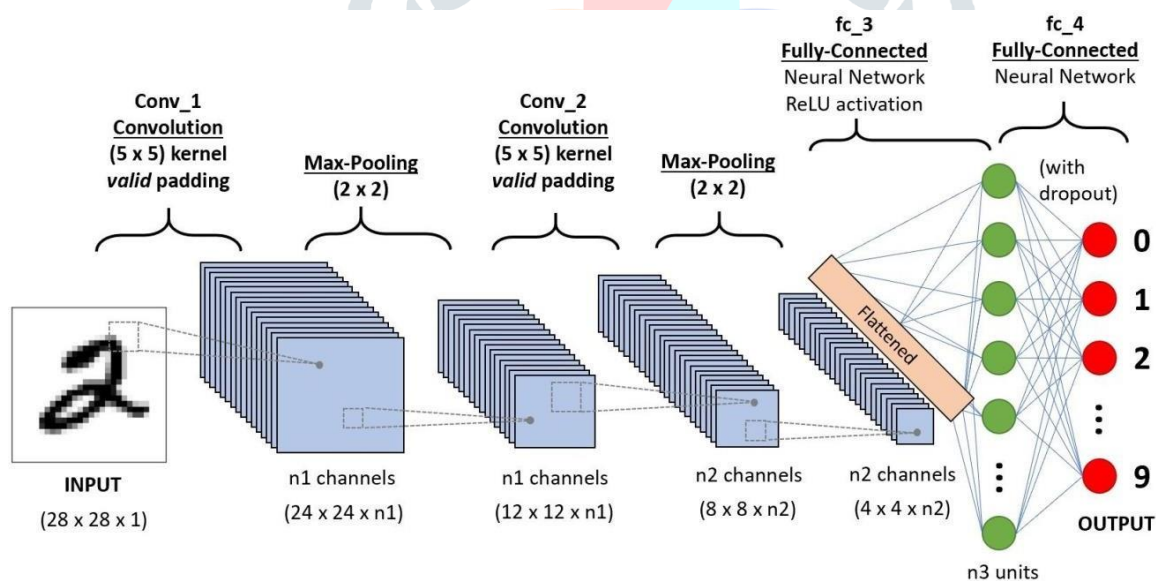 Conv_1
Convolution
(5 x 5) kernel
valid padding
Max-Pooling
(2 x 2)
Conv_2
Convolution
(5 x 5) kernel
valid padding
Max-Pooling
(2 x 2)
fc_3
Fully-Connected
Neural Network
ReLU activation
fc_4
Fully-Connected
Neural Network
(with
dropout)
2
INPUT
(28 x 28 x 1)
n1 channels
(24 x 24 x n1)
n1 channels
(12 x 12 x n1)
n2 channels
(8 x 8 x n2)
n2 channels
(4 x 4 x n2)
Flattened
⋮
n3 units
0
1
2
⋮
9
OUTPUT